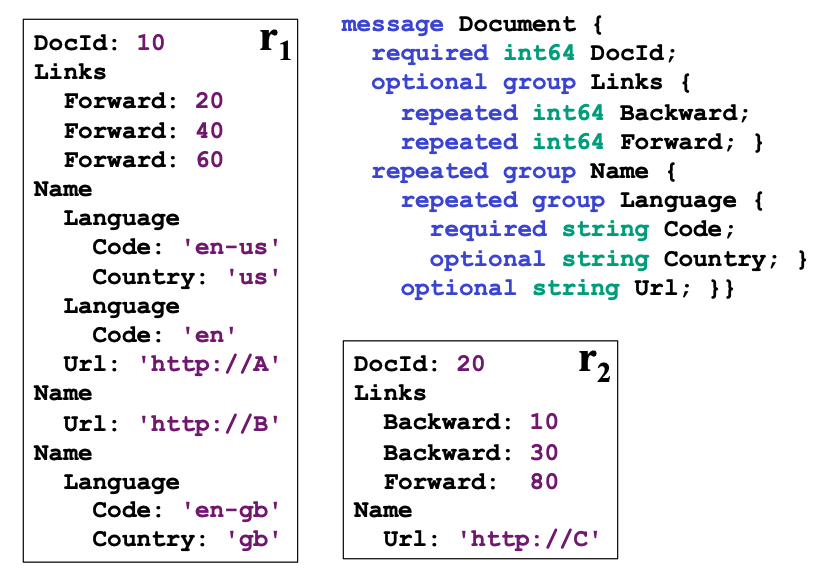 r1
DocId: 10
Links
  Forward: 20
  Forward: 40
  Forward: 60
Name
  Language
    Code: 'en-us'
    Country: 'us'
  Language
    Code: 'en'
  Url: 'http://A'
Name
  Url: 'http://B'
Name
  Language
    Code: 'en-gb'
    Country: 'gb'
message Document {
  required int64 DocId;
  optional group Links {
    repeated int64 Backward;
    repeated int64 Forward; }
  repeated group Name {
    repeated group Language {
      required string Code;
      optional string Country; }
    optional string Url; }}
r2
DocId: 20
Links
  Backward: 10
  Backward: 30
  Forward:  80
Name
  Url: 'http://C'